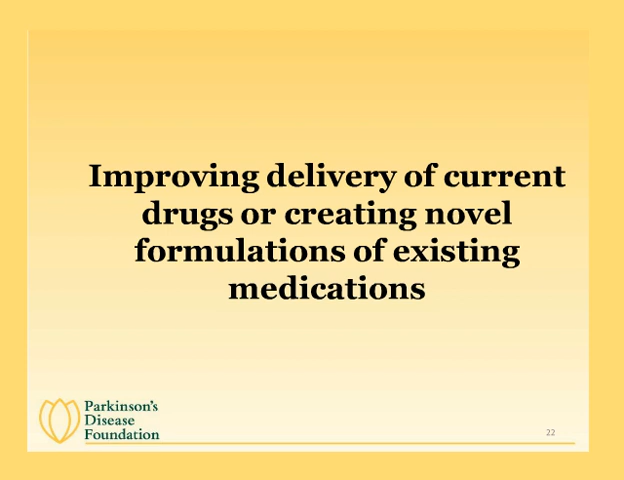 Improving delivery of current
drugs or creating novel
formulations of existing
medications
Parkinson's
Disease
Foundation
22